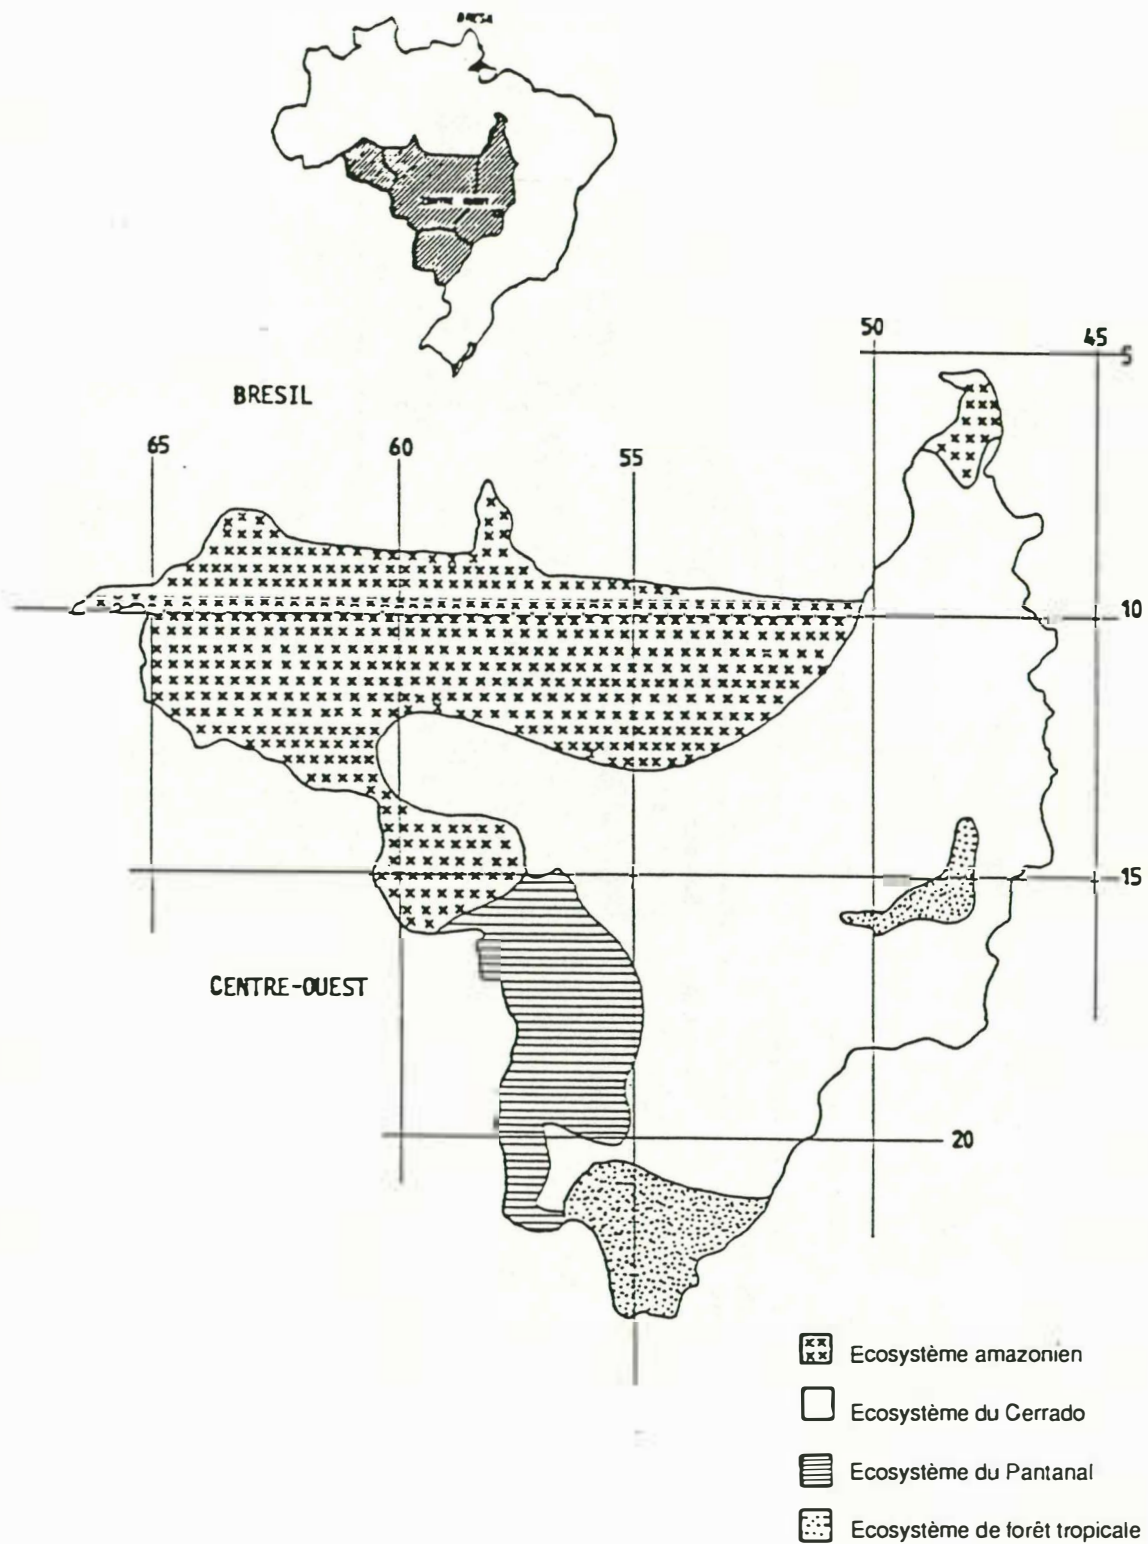 BRESIL
50
45
5
65
60
55
10
15
CENTRE-OUEST
20
Ecosystème amazonien
Ecosystème du Cerrado
Ecosystème du Pantanal
Ecosystème de forêt tropicale